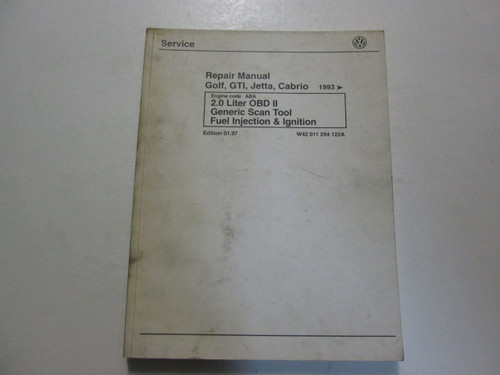 Service
Repair Manual
Golf, GTI, Jetta, Cabrio 1993 ➤
Engine code ABA
2.0 Liter OBD II
Generic Scan Tool
Fuel Injection & Ignition
Edition 01.97 W42 011 294 122A